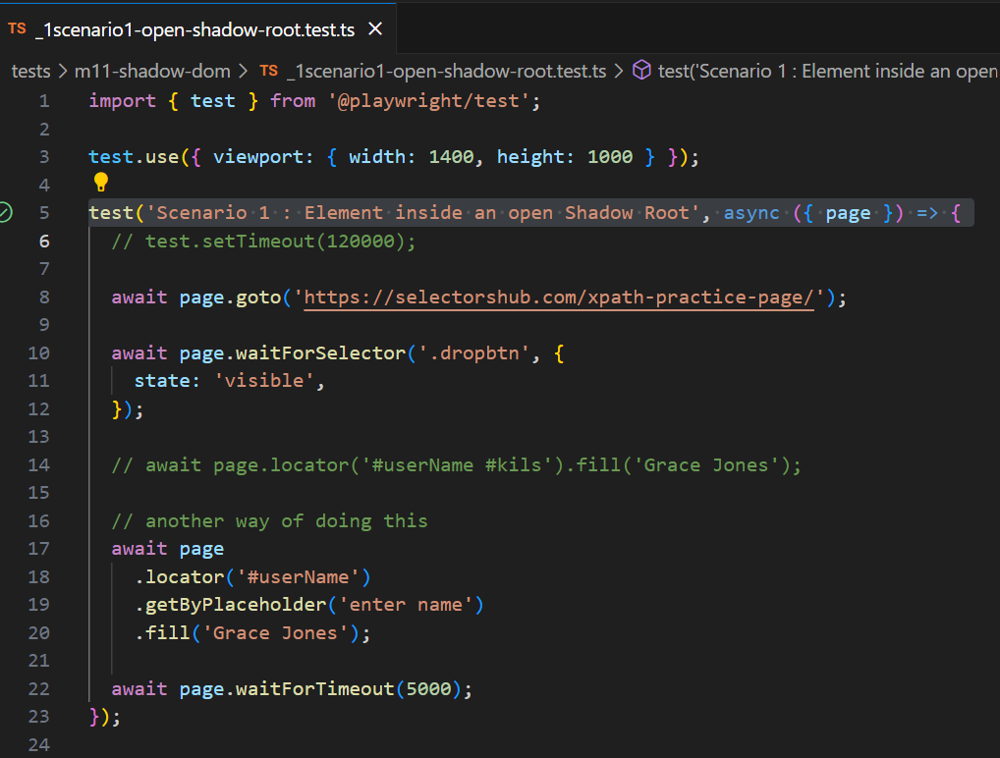 TS _1scenario1-open-shadow-root.test.ts ×
tests > m11-shadow-dom > TS _1scenario1-open-shadow-root.test.ts > test('Scenario 1 : Element inside an open
1 import { test } from '@playwright/test';
2
3 test.use({ viewport: { width: 1400, height: 1000 } });
4
5 test('Scenario·1·:·Element·inside·an·open·Shadow·Root', async ({·page·})·=>·{
6 // test.setTimeout(120000);
7
8 await page.goto('https://selectorshub.com/xpath-practice-page/');
9
10 await page.waitForSelector('.dropbtn', {
11 state: 'visible',
12 });
13
14 // await page.locator('#userName #kils').fill('Grace Jones');
15
16 // another way of doing this
17 await page
18 .locator('#userName')
19 .getByPlaceholder('enter name')
20 .fill('Grace Jones');
21
22 await page.waitForTimeout(5000);
23 });
24